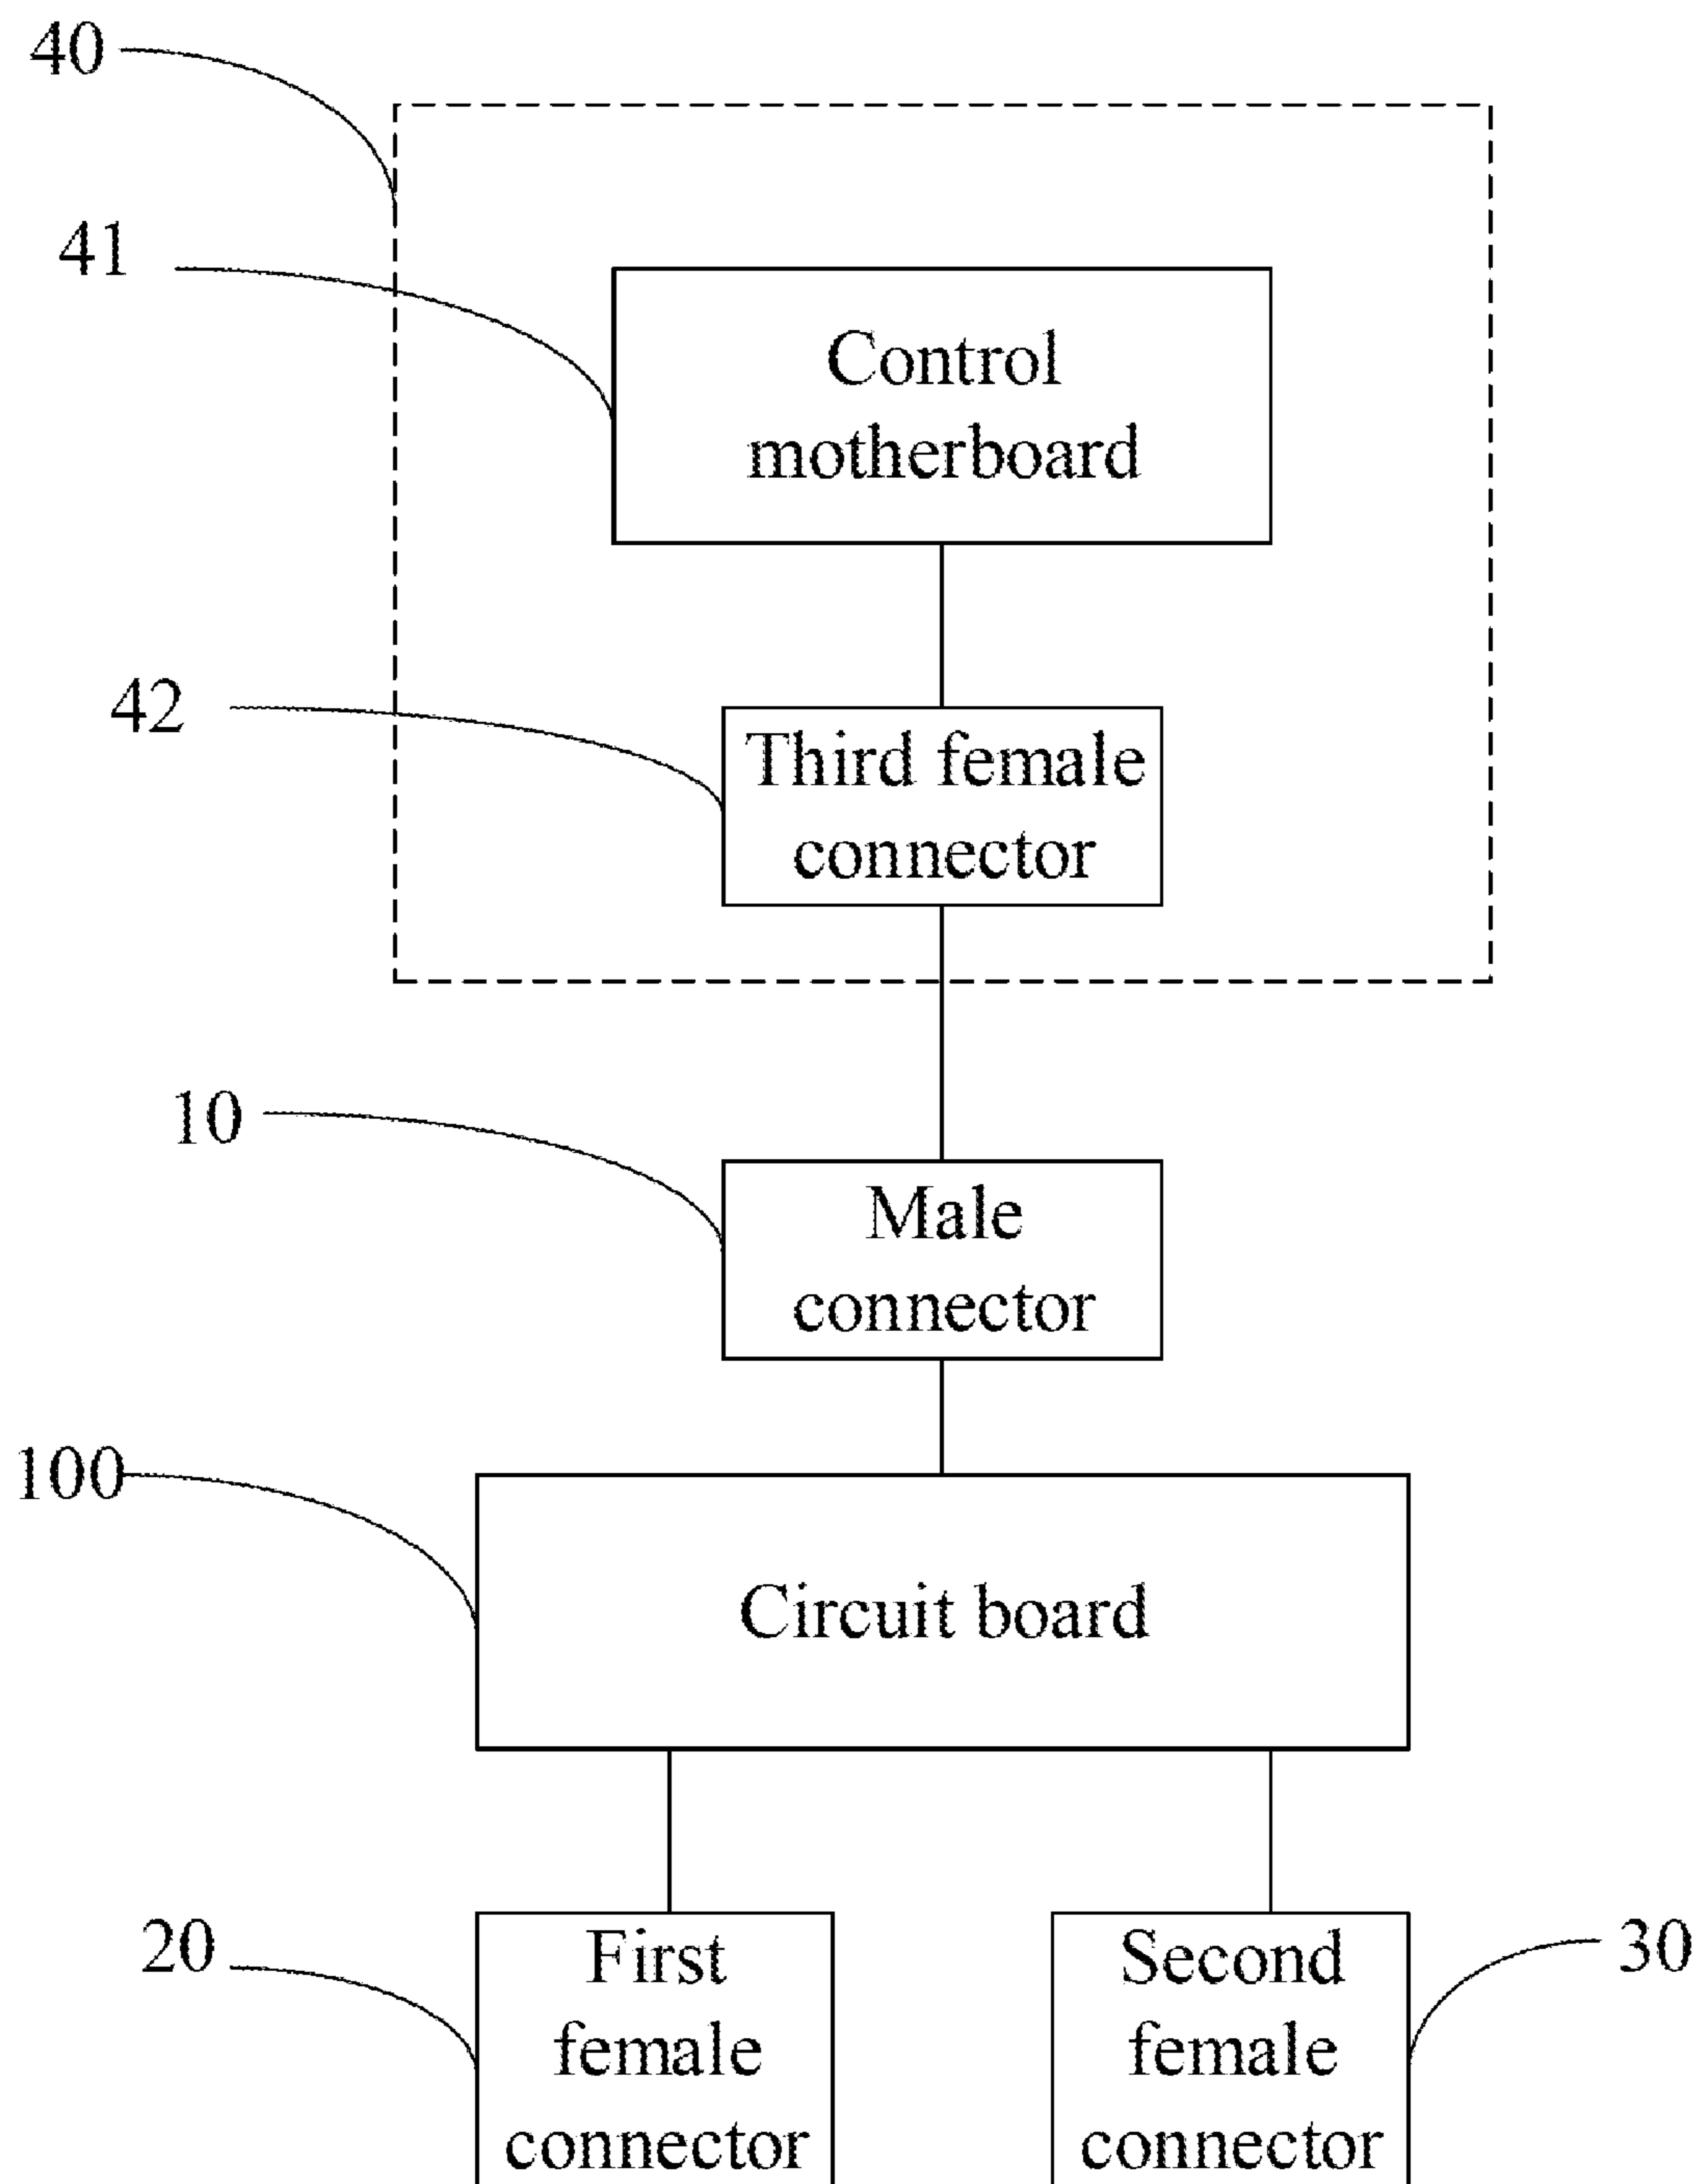 40
41
Control
motherboard
42
Third female
connector
10
Male
connector
100
Circuit board
20
First
female
connector
Second
female
connector
30